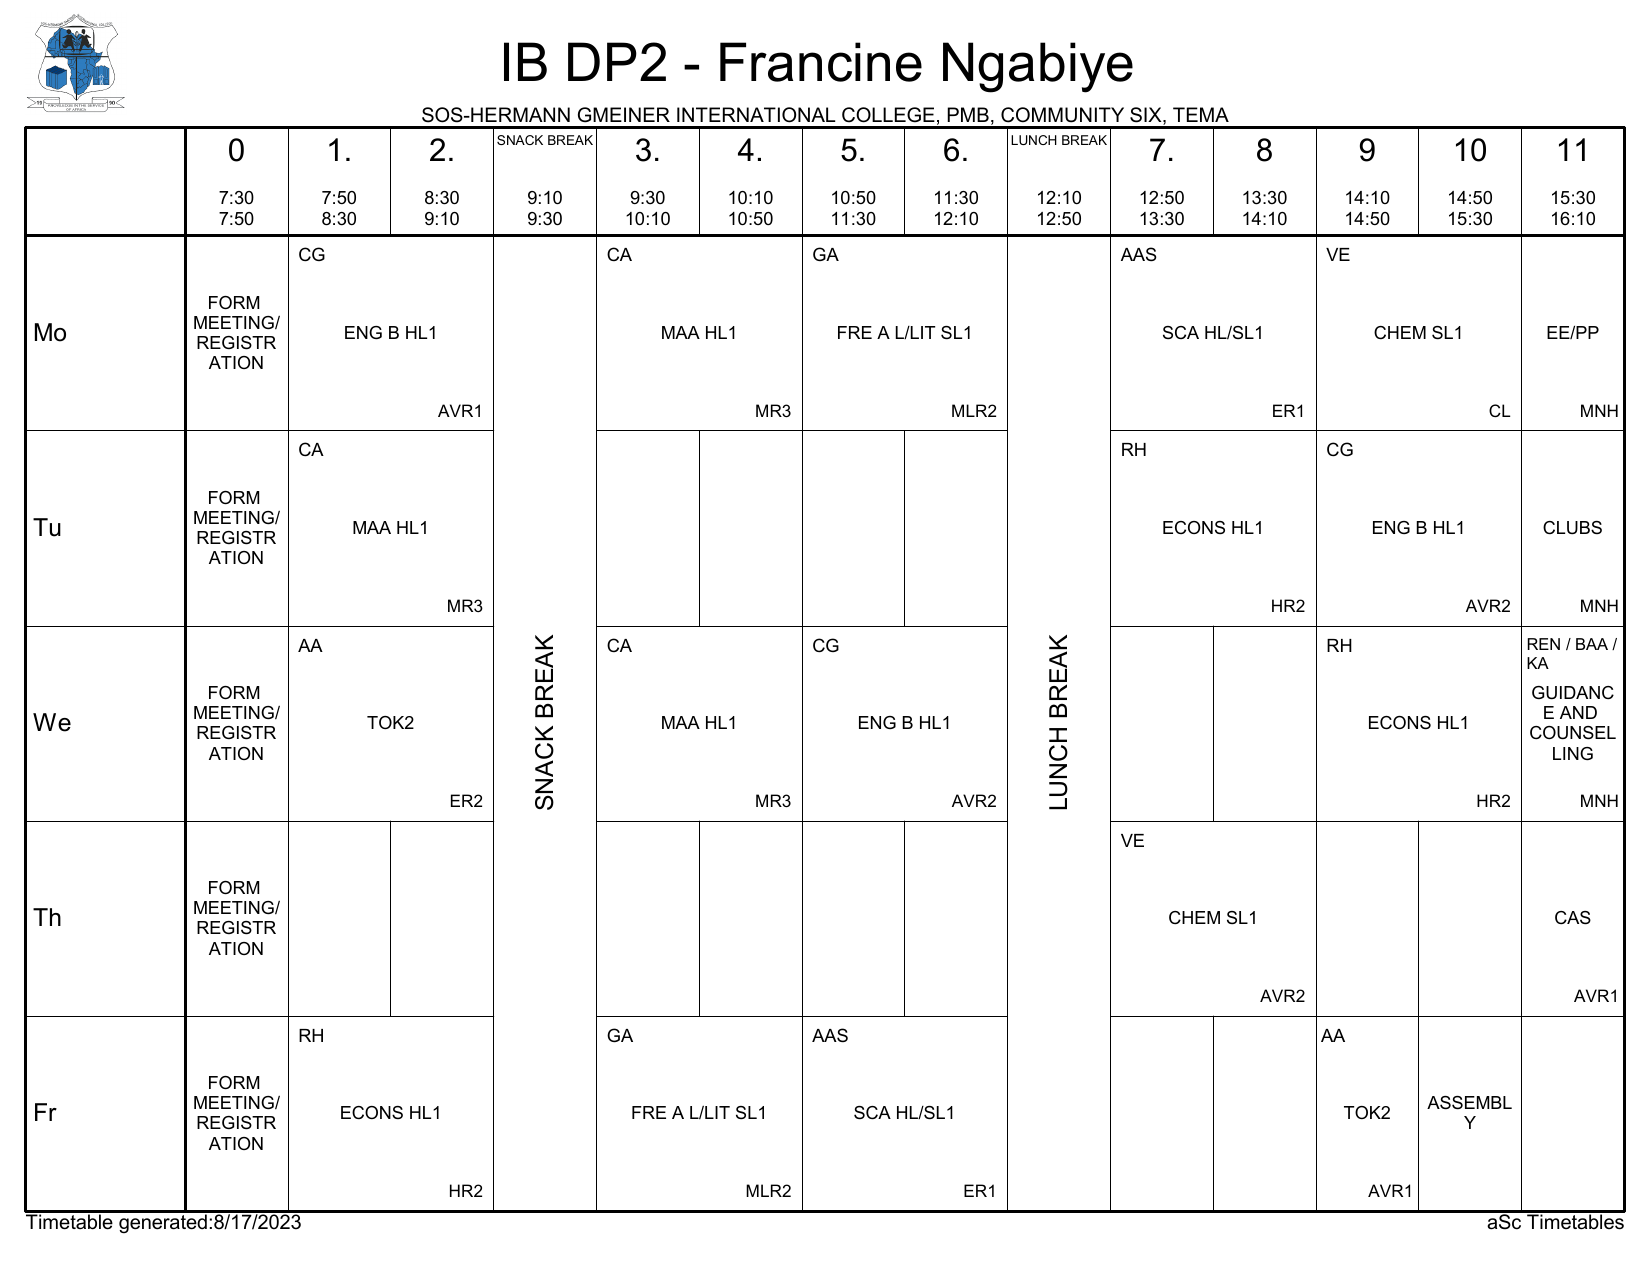 IB DP2 - Francine Ngabiye
SOS-HERMANN GMEINER INTERNATIONAL COLLEGE, PMB, COMMUNITY SIX, TEMA
0 1. 2. SNACK BREAK 3. 4. 5. 6. LUNCH BREAK 7. 8 9 10 11
7:30 7:50 8:30 9:10 9:30 10:10 10:50 11:30 12:10 12:50 13:30 14:10 14:50 15:30
7:50 8:30 9:10 9:30 10:10 10:50 11:30 12:10 12:50 13:30 14:10 14:50 15:30 16:10
SNACK BREAK
LUNCH BREAK
Mo
FORM
MEETING/
REGISTR
ATION
CG
ENG B HL1
AVR1
CA
MAA HL1
MR3
GA
FRE A L/LIT SL1
MLR2
AAS
SCA HL/SL1
ER1
VE
CHEM SL1
CL
EE/PP
MNH
Tu
FORM
MEETING/
REGISTR
ATION
CA
MAA HL1
MR3
RH
ECONS HL1
HR2
CG
ENG B HL1
AVR2
CLUBS
MNH
We
FORM
MEETING/
REGISTR
ATION
AA
TOK2
ER2
CA
MAA HL1
MR3
CG
ENG B HL1
AVR2
RH
ECONS HL1
HR2
REN / BAA /
KA
GUIDANC
E AND
COUNSEL
LING
MNH
Th
FORM
MEETING/
REGISTR
ATION
VE
CHEM SL1
AVR2
CAS
AVR1
Fr
FORM
MEETING/
REGISTR
ATION
RH
ECONS HL1
HR2
GA
FRE A L/LIT SL1
MLR2
AAS
SCA HL/SL1
ER1
AA
TOK2
AVR1
ASSEMBL
Y
Timetable generated:8/17/2023
aSc Timetables